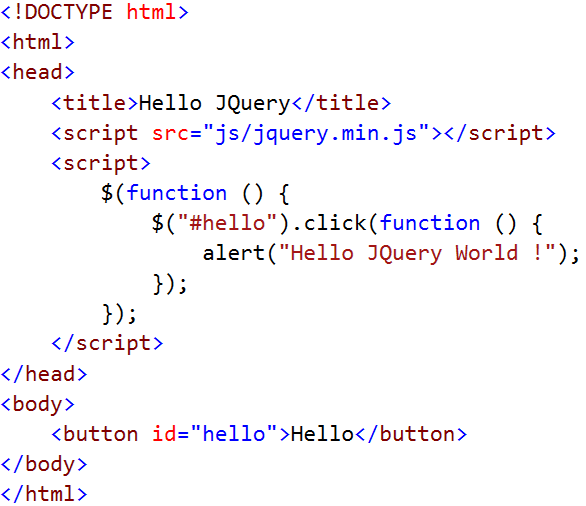 <!DOCTYPE html>
<html>
<head>
    <title>Hello JQuery</title>
    <script src="js/jquery.min.js"></script>
    <script>
        $(function () {
            $("#hello").click(function () {
                alert("Hello JQuery World !");
            });
        });
    </script>
</head>
<body>
    <button id="hello">Hello</button>
</body>
</html>